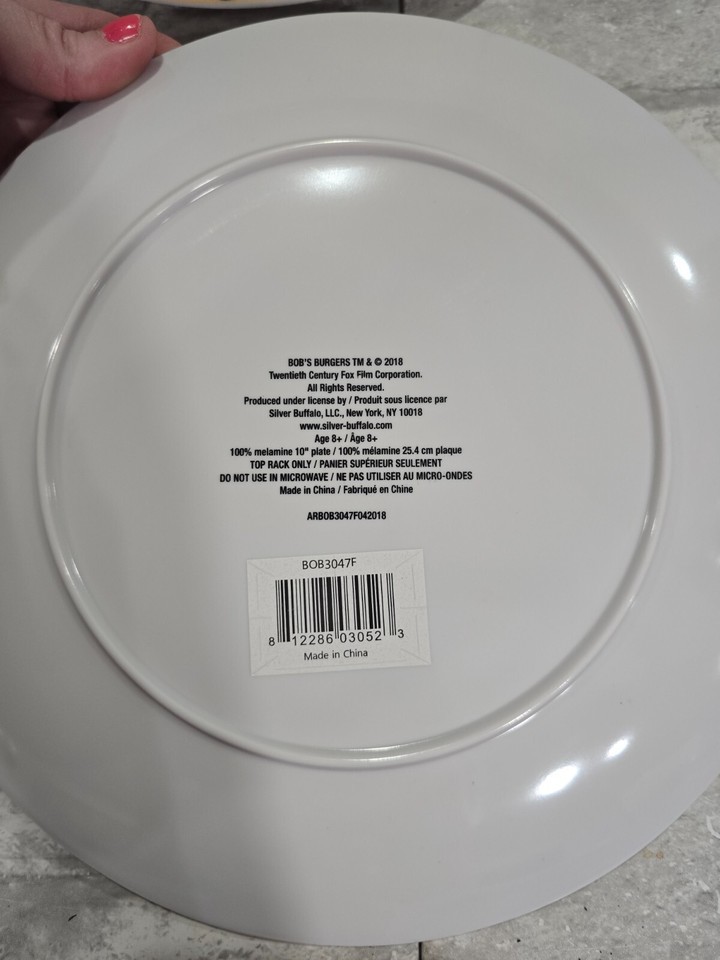 BOB'S BURGERS TM & © 2018
Twentieth Century Fox Film Corporation.
All Rights Reserved.
Produced under license by / Produit sous licence par
Silver Buffalo, LLC., New York, NY 10018
www.silver-buffalo.com
Age 8+ / Âge 8+
100% melamine 10" plate / 100% mélamine 25.4 cm plaque
TOP RACK ONLY / PANIER SUPÉRIEUR SEULEMENT
DO NOT USE IN MICROWAVE / NE PAS UTILISER AU MICRO-ONDES
Made in China / Fabriqué en Chine
ARBOB3047F042018
BOB3047F
8 12286 03052 3
Made in China